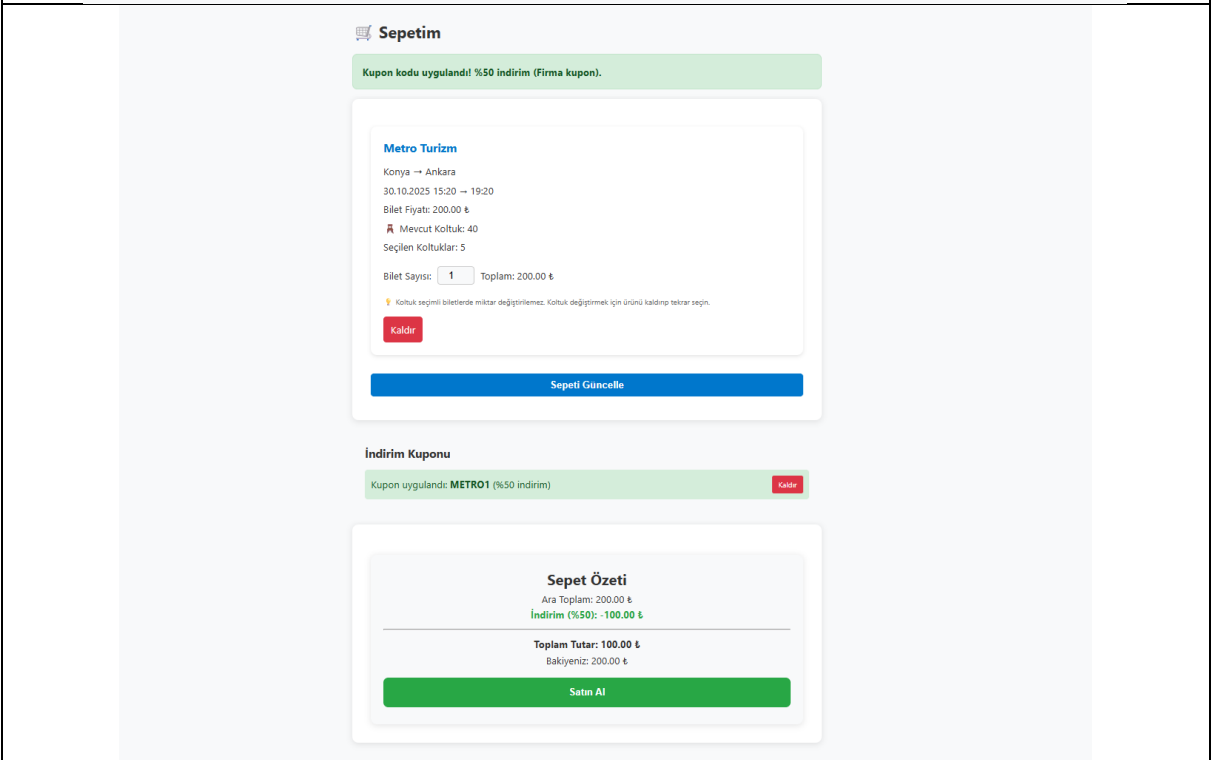 Sepetim
Kupon kodu uygulandı! %50 indirim (Firma kupon).
Metro Turizm
Konya → Ankara
30.10.2025 15:20 → 19:20
Bilet Fiyatı: 200.00 ₺
Mevcut Koltuk: 40
Seçilen Koltuklar: 5
Bilet Sayısı: 1 Toplam: 200.00 ₺
Koltuk seçimli biletlerde miktar değiştirilemez. Koltuk değiştirmek için ürünü kaldırıp tekrar seçin.
Kaldır
Sepeti Güncelle
İndirim Kuponu
Kupon uygulandı: METRO1 (%50 indirim) Kaldır
Sepet Özeti
Ara Toplam: 200.00 ₺
İndirim (%50): -100.00 ₺
Toplam Tutar: 100.00 ₺
Bakiyeniz: 200.00 ₺
Satın Al